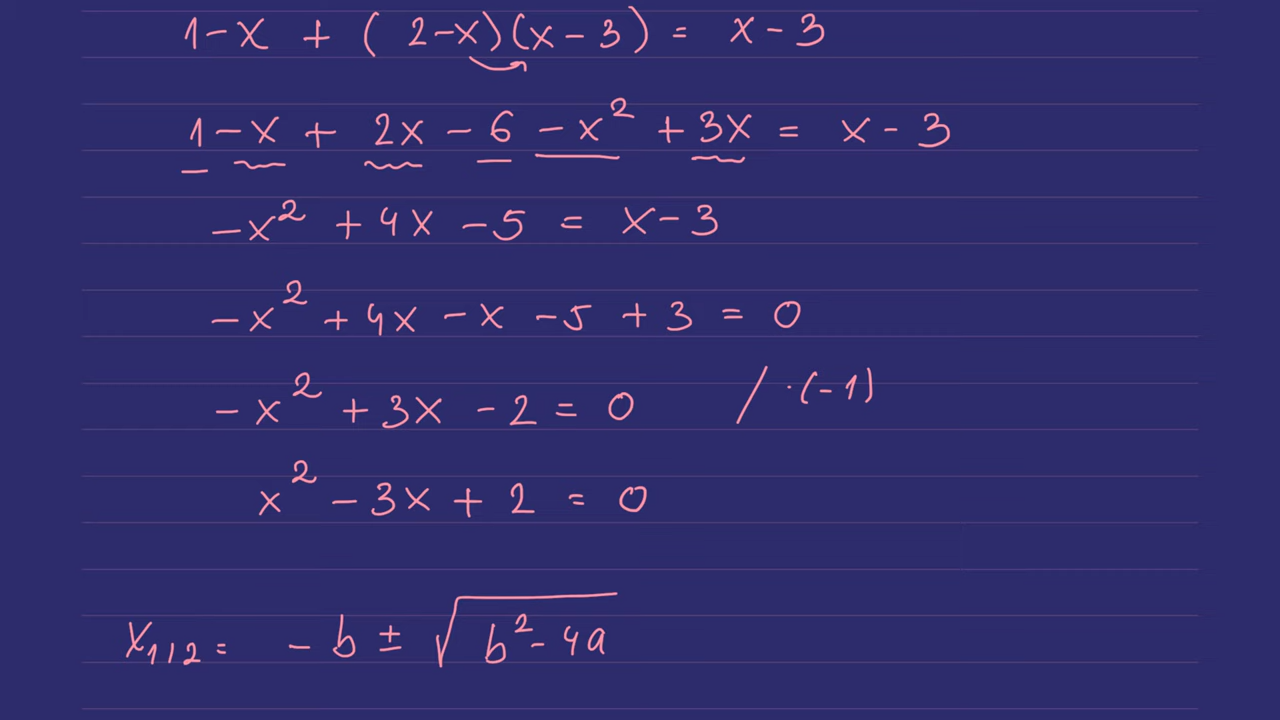 1-x + (2-x)(x-3) = x-3
1-x + 2x - 6 - x² + 3x = x-3
-x² + 4x - 5 = x-3
-x² + 4x - x - 5 + 3 = 0
-x² + 3x - 2 = 0 / ·(-1)
x² - 3x + 2 = 0
x₁,₂ = -b ± √(b² - 4a